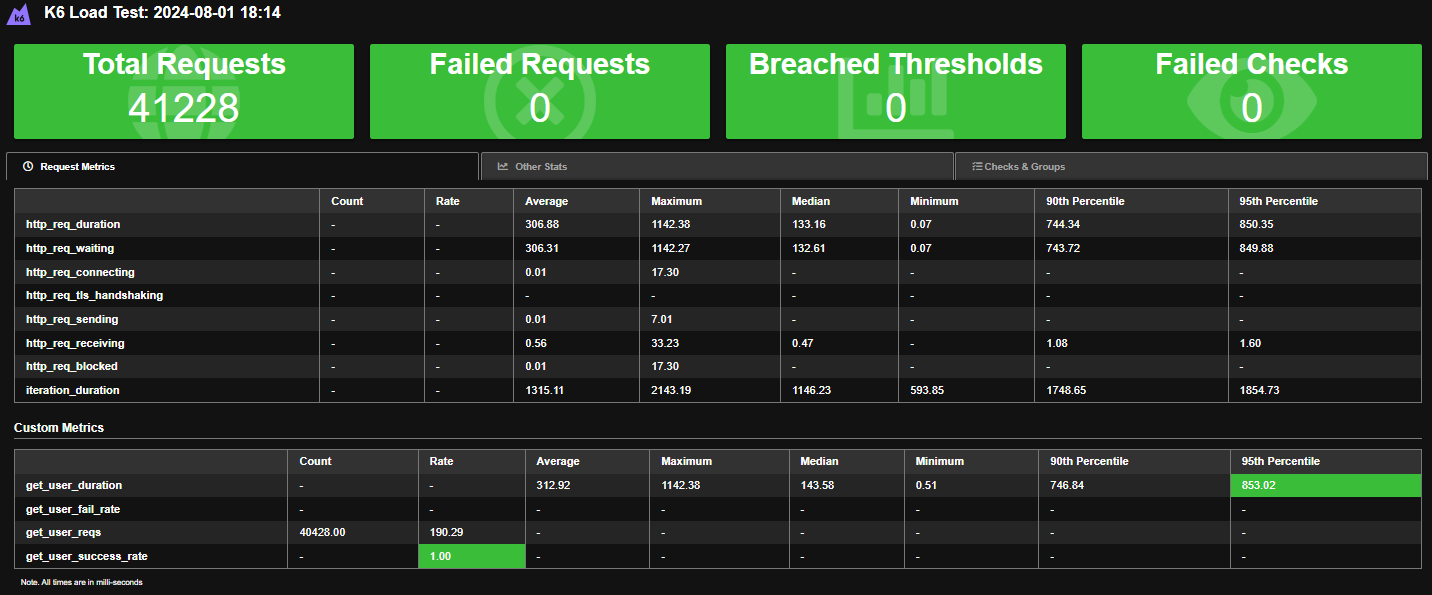 K6 Load Test: 2024-08-01 18:14
Total Requests Failed Requests Breached Thresholds Failed Checks
41228 0 0 0
Request Metrics Other Stats Checks & Groups
Count Rate Average Maximum Median Minimum 90th Percentile 95th Percentile
http_req_duration - - 306.88 1142.38 133.16 0.07 744.34 850.35
http_req_waiting - - 306.31 1142.27 132.61 0.07 743.72 849.88
http_req_connecting - - 0.01 17.30 - - - -
http_req_tls_handshaking - - - - - - - -
http_req_sending - - 0.01 7.01 - - - -
http_req_receiving - - 0.56 33.23 0.47 - 1.08 1.60
http_req_blocked - - 0.01 17.30 - - - -
iteration_duration - - 1315.11 2143.19 1146.23 593.85 1748.65 1854.73
Custom Metrics
Count Rate Average Maximum Median Minimum 90th Percentile 95th Percentile
get_user_duration - - 312.92 1142.38 143.58 0.51 746.84 853.02
get_user_fail_rate - - - - - - - -
get_user_reqs 40428.00 190.29 - - - - - -
get_user_success_rate - 1.00 - - - - - -
Note. All times are in milli-seconds